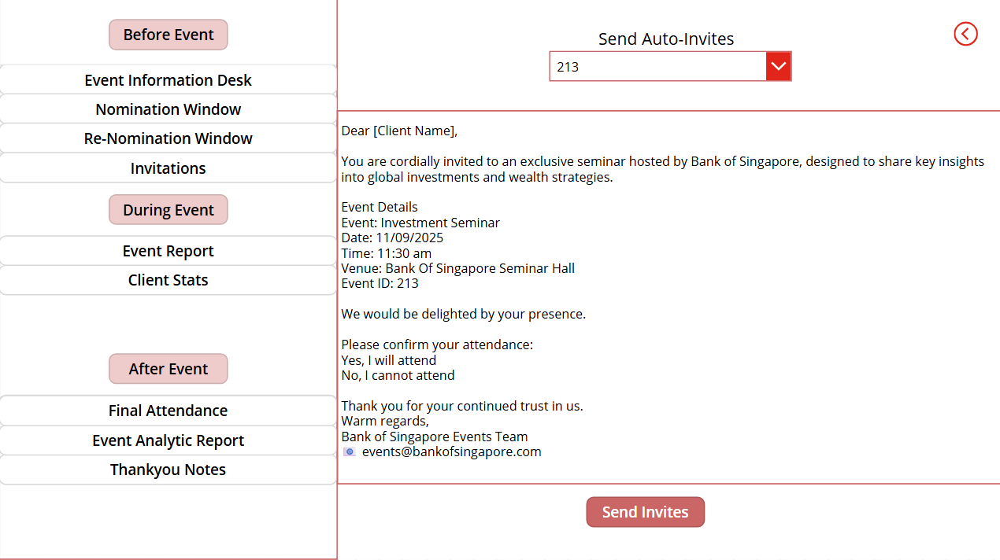 Before Event
Event Information Desk
Nomination Window
Re-Nomination Window
Invitations
During Event
Event Report
Client Stats
After Event
Final Attendance
Event Analytic Report
Thankyou Notes
Send Auto-Invites
213
Dear [Client Name],
You are cordially invited to an exclusive seminar hosted by Bank of Singapore, designed to share key insights
into global investments and wealth strategies.
Event Details
Event: Investment Seminar
Date: 11/09/2025
Time: 11:30 am
Venue: Bank Of Singapore Seminar Hall
Event ID: 213
We would be delighted by your presence.
Please confirm your attendance:
Yes, I will attend
No, I cannot attend
Thank you for your continued trust in us.
Warm regards,
Bank of Singapore Events Team
events@bankofsingapore.com
Send Invites